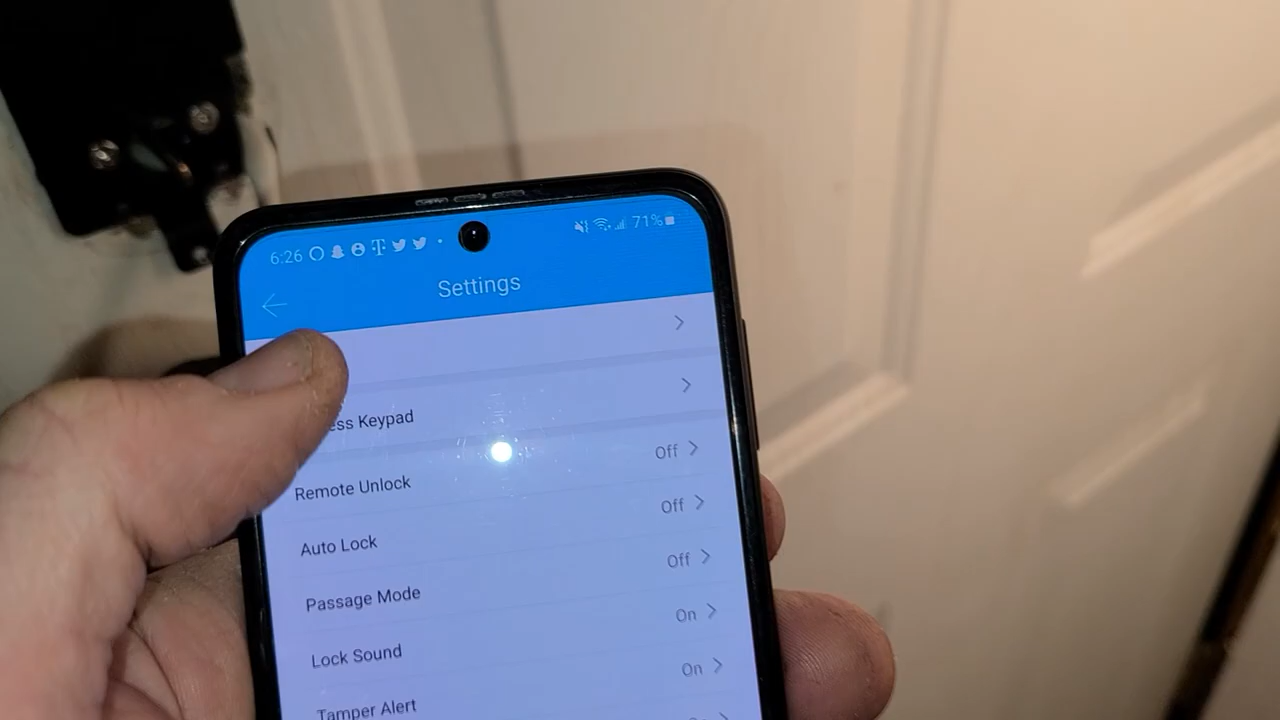 6:26 71%
Settings
ess Keypad
Remote Unlock Off
Auto Lock Off
Passage Mode Off
Lock Sound On
Tamper Alert On